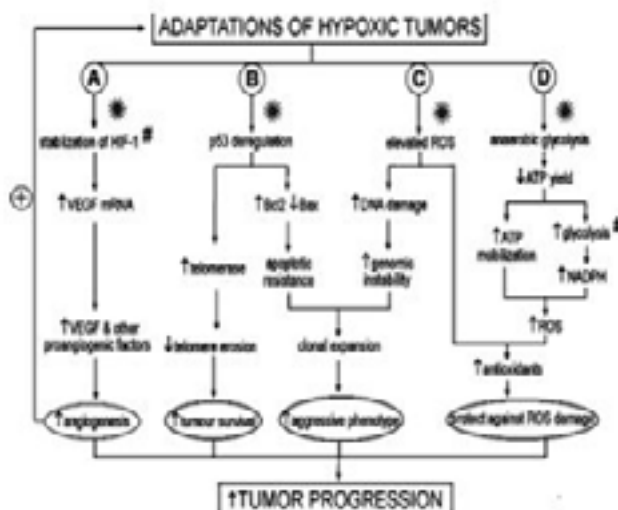 ADAPTATIONS OF HYPOXIC TUMORS
A
B
C
D
stablization of HIF-1 #
p53 deregulation
elevated ROS
anaerobic glycolysis
↓ATP yield
↑VEGF mRNA
↑Bcl2 ↓Bax
↑DNA damage
↑ATP
mobilization
↑glycolysis #
↑telomerase
apoptotic
resistance
↑genomic
instability
↑NADPH
↑VEGF & other
proangiogenic factors
↓telomere erosion
clonal expansion
↑ROS
↑antioxidants
↑angiogenesis
↑tumour survival
↑aggressive phenotype
protect against ROS damage
↑TUMOR PROGRESSION